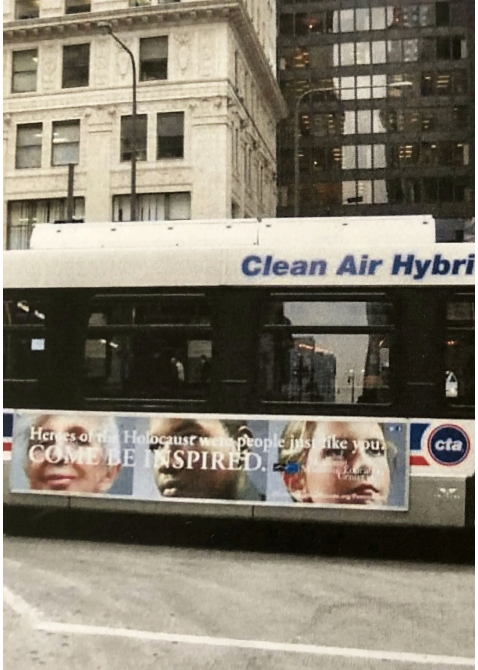 Clean Air Hybri
Heroes of the Holocaust were people just like you.
COME BE INSPIRED.
cta